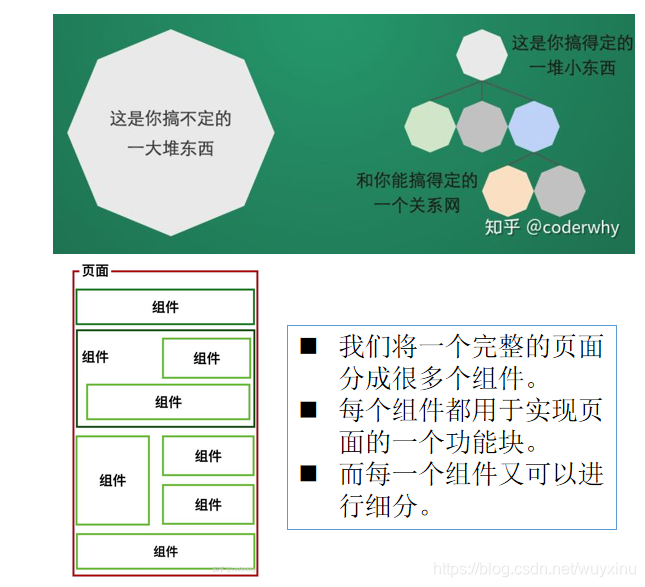 这是你搞不定的
一大堆东西
这是你搞得定的
一堆小东西
和你能搞得定的
一个关系网
知乎 @coderwhy
页面
组件
组件
组件
组件
组件
组件
组件
组件
■ 我们将一个完整的页面
分成很多个组件。
■ 每个组件都用于实现页
面的一个功能块。
■ 而每一个组件又可以进
行细分。
https://blog.csdn.net/wuyxinu